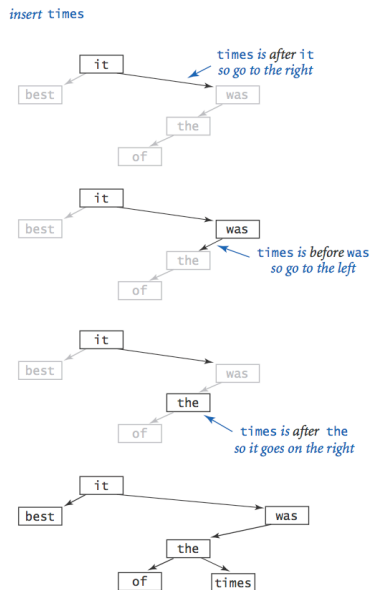 insert times
times is after it
so go to the right
it
best
was
the
of
it
best
was
times is before was
so go to the left
the
of
it
best
was
the
of
times is after the
so it goes on the right
it
best
was
the
of
times